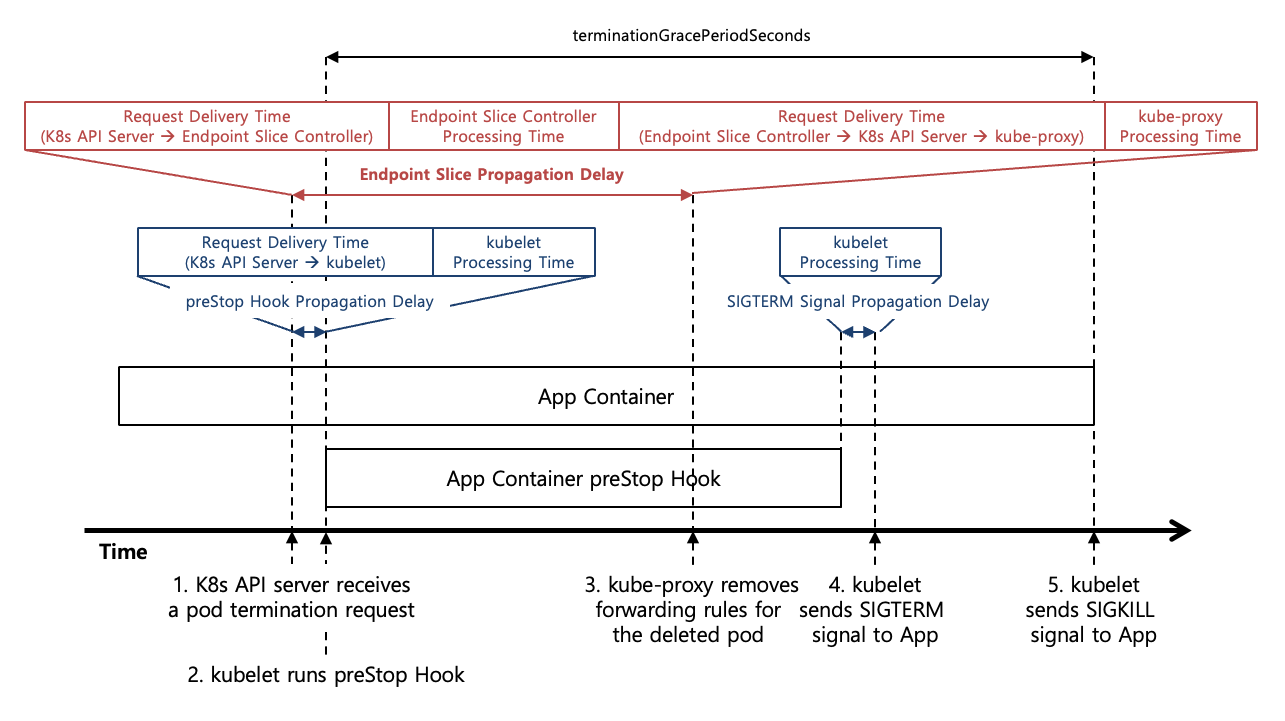 terminationGracePeriodSeconds
Request Delivery Time
(K8s API Server → Endpoint Slice Controller)
Endpoint Slice Controller
Processing Time
Request Delivery Time
(Endpoint Slice Controller → K8s API Server → kube-proxy)
kube-proxy
Processing Time
Endpoint Slice Propagation Delay
Request Delivery Time
(K8s API Server → kubelet)
kubelet
Processing Time
kubelet
Processing Time
preStop Hook Propagation Delay
SIGTERM Signal Propagation Delay
App Container
App Container preStop Hook
Time
1. K8s API server receives
a pod termination request
2. kubelet runs preStop Hook
3. kube-proxy removes
forwarding rules for
the deleted pod
4. kubelet
sends SIGTERM
signal to App
5. kubelet
sends SIGKILL
signal to App